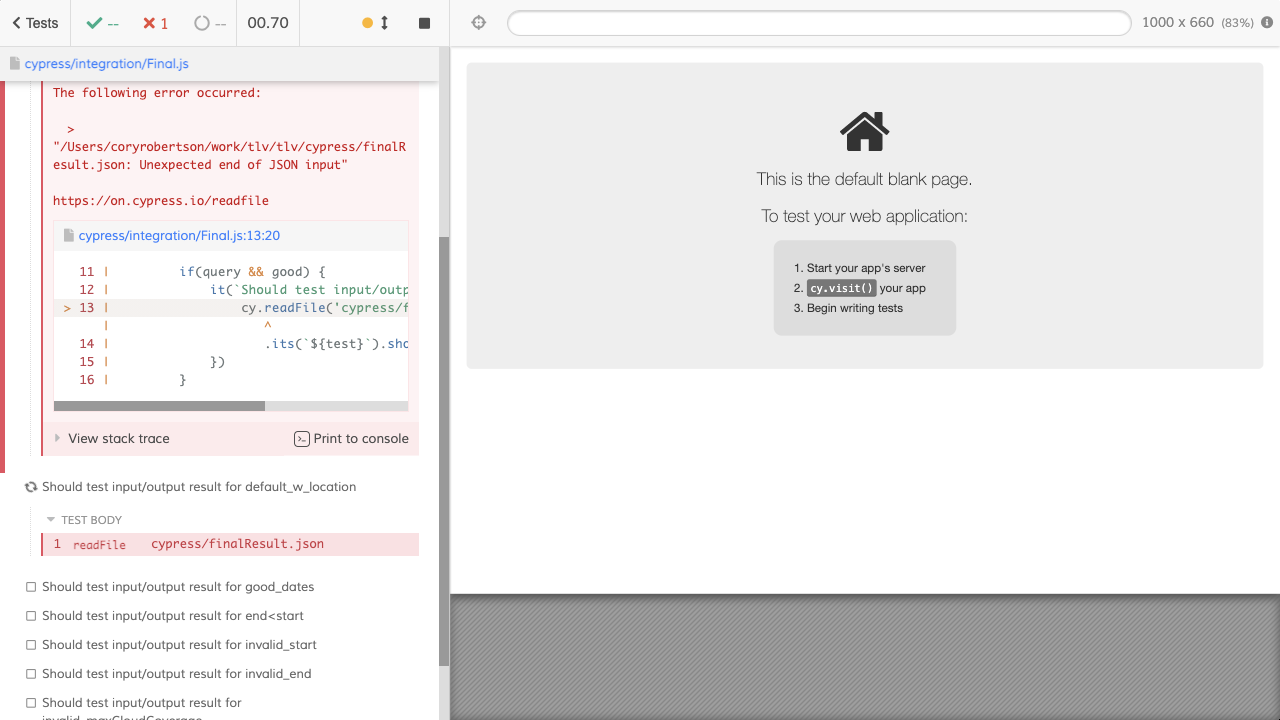 Tests -- 1 -- 00.70
1000 x 660 (83%)
cypress/integration/Final.js
The following error occurred:
>
"/Users/coryrobertson/work/tlv/tlv/cypress/finalR
esult.json: Unexpected end of JSON input"
https://on.cypress.io/readfile
cypress/integration/Final.js:13:20
11 | if(query && good) {
12 | it(`Should test input/outp
> 13 | cy.readFile('cypress/f
| ^
14 | .its(`${test}`).sho
15 | })
16 | }
View stack trace Print to console
Should test input/output result for default_w_location
TEST BODY
1 readFile cypress/finalResult.json
Should test input/output result for good_dates
Should test input/output result for end<start
Should test input/output result for invalid_start
Should test input/output result for invalid_end
Should test input/output result for
invalid_maxCloudCoverage
This is the default blank page.
To test your web application:
1. Start your app's server
2. cy.visit() your app
3. Begin writing tests